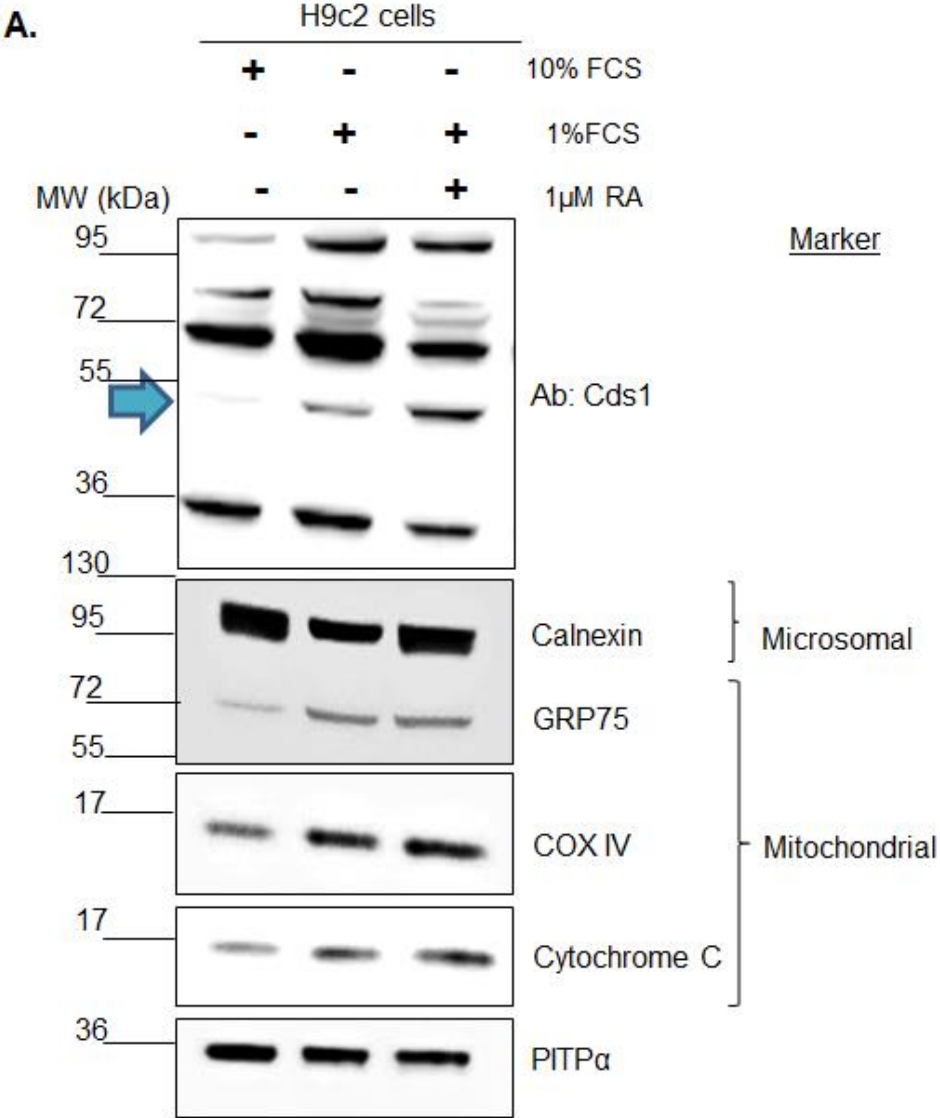 A.
H9c2 cells
+ - - 10% FCS
- + + 1%FCS
- - + 1µM RA
MW (kDa)
Marker
95
72
55
Ab: Cds1
36
130
95
Calnexin
Microsomal
72
GRP75
55
17
COX IV
Mitochondrial
17
Cytochrome C
36
PITPα